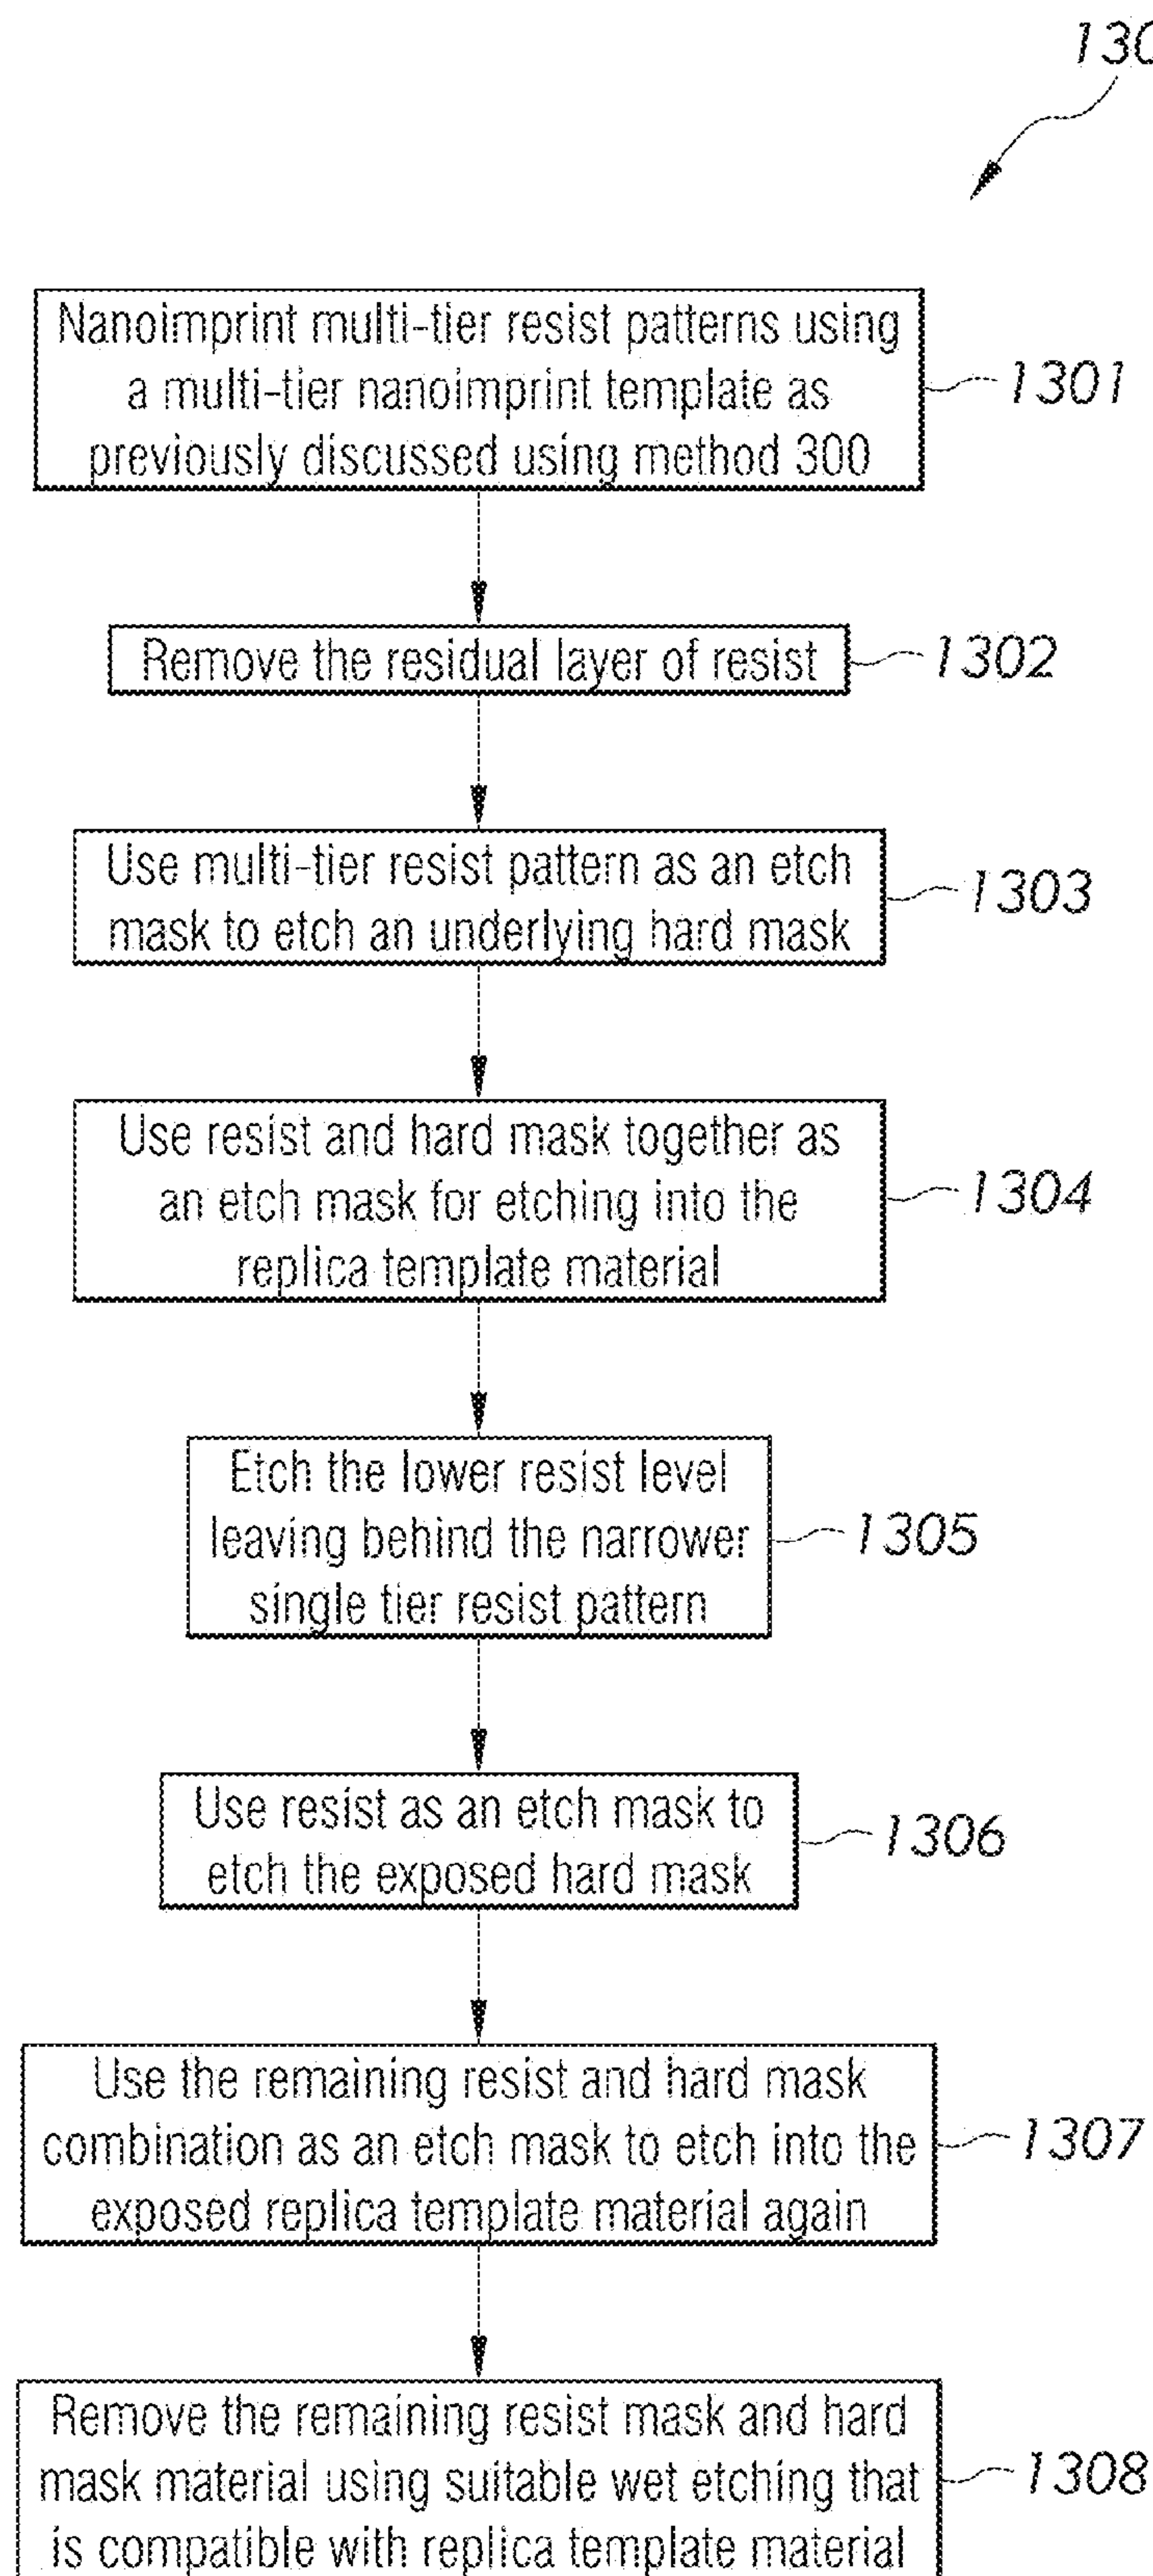 130
Nanoimprint multi-tier resist patterns using
a multi-tier nanoimprint template as
previously discussed using method 300
1301
Remove the residual layer of resist
1302
Use multi-tier resist pattern as an etch
mask to etch an underlying hard mask
1303
Use resist and hard mask together as
an etch mask for etching into the
replica template material
1304
Etch the lower resist level
leaving behind the narrower
single tier resist pattern
1305
Use resist as an etch mask to
etch the exposed hard mask
1306
Use the remaining resist and hard mask
combination as an etch mask to etch into the
exposed replica template material again
1307
Remove the remaining resist mask and hard
mask material using suitable wet etching that
is compatible with replica template material
1308